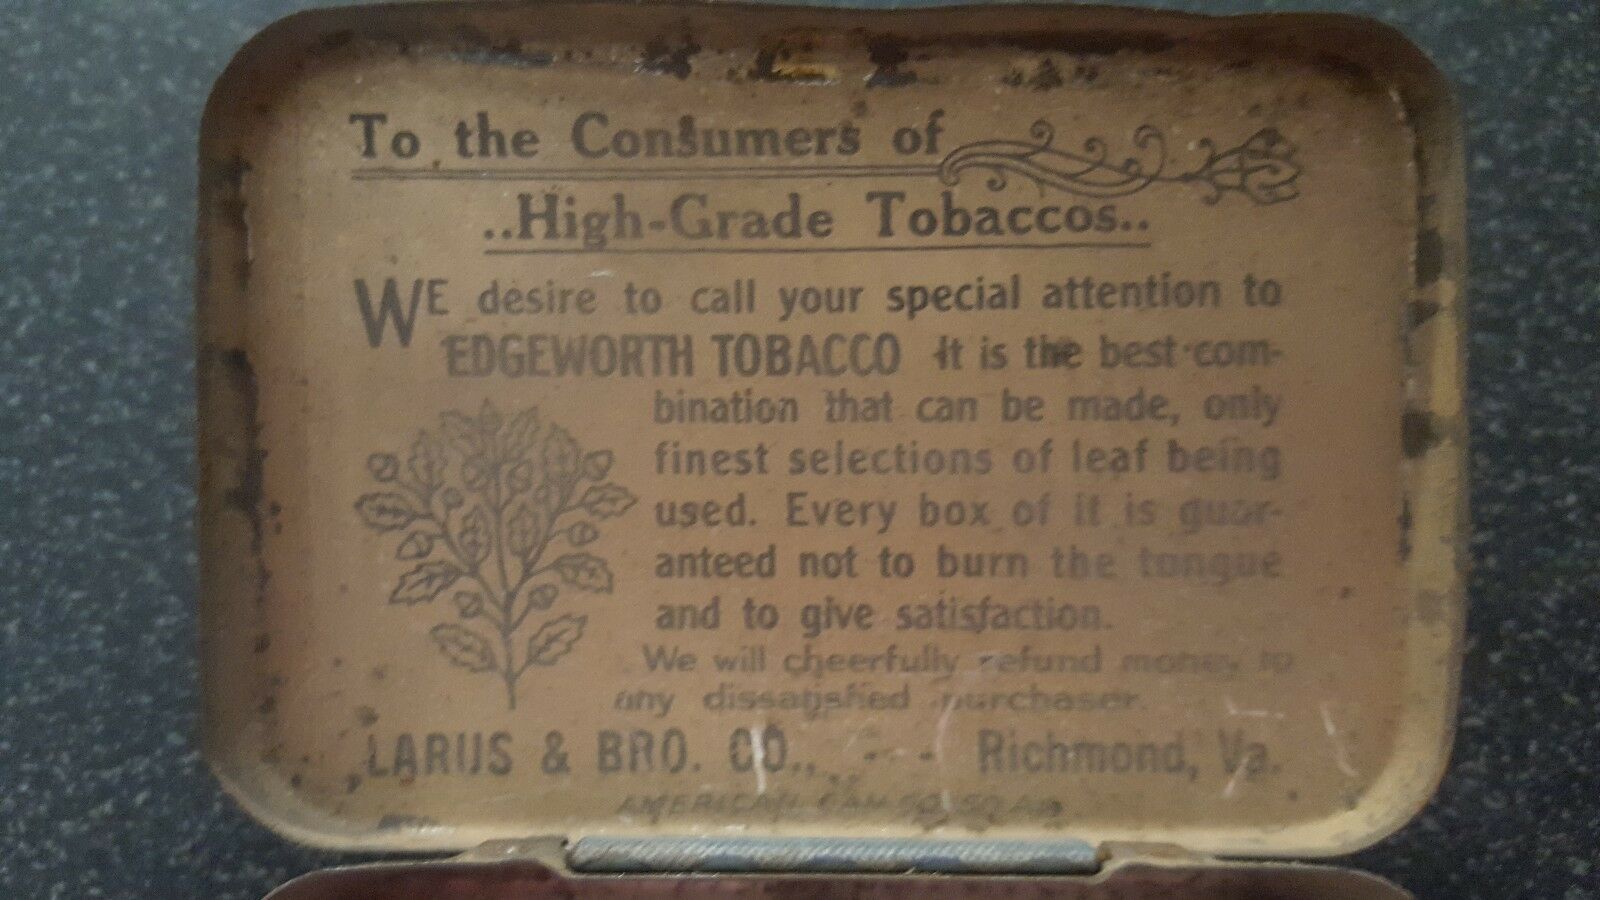 To the Consumers of
..High-Grade Tobaccos..
WE desire to call your special attention to
EDGEWORTH TOBACCO It is the best com-
bination that can be made, only
finest selections of leaf being
used. Every box of it is guar-
anteed not to burn the tongue
and to give satisfaction.
We will cheerfully refund money to
any dissatisfied purchaser.
LARUS & BRO. CO., - - Richmond, Va.
AMERICAN CAN CO.